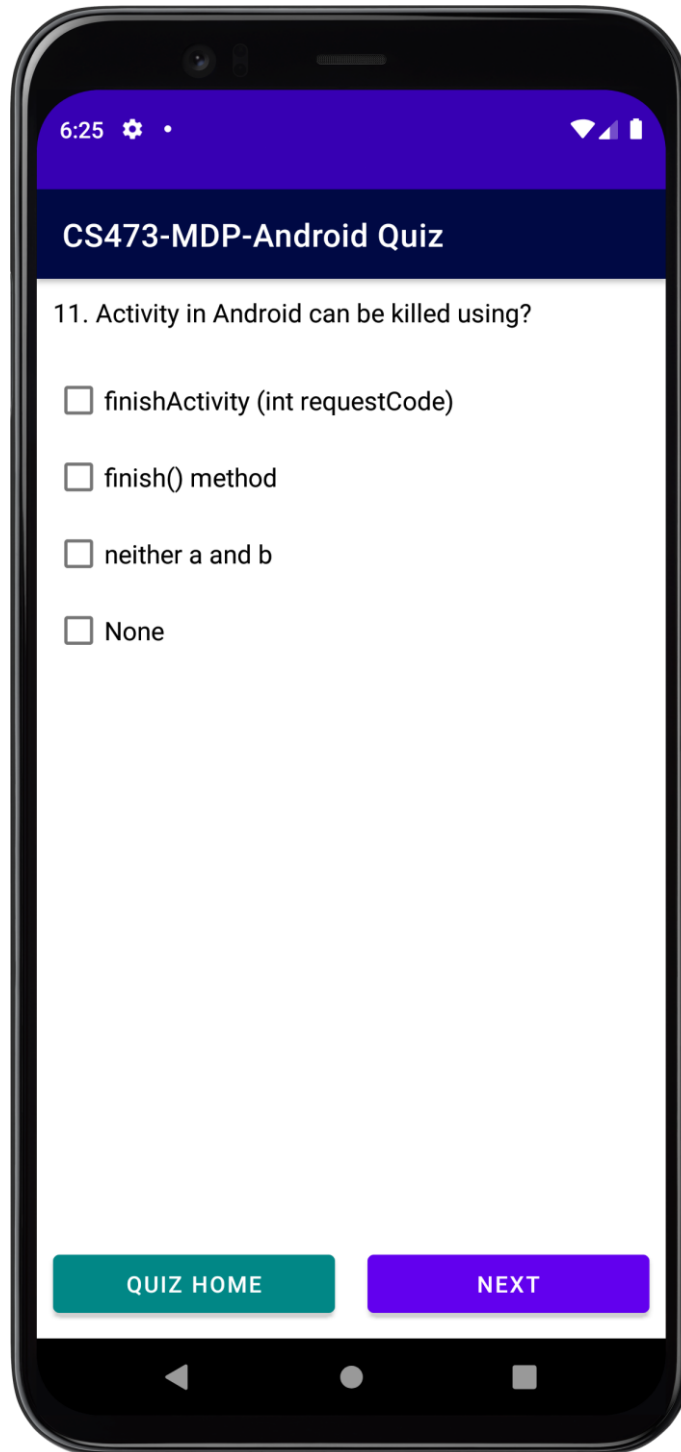 6:25
CS473-MDP-Android Quiz
11. Activity in Android can be killed using?
finishActivity (int requestCode)
finish() method
neither a and b
None
QUIZ HOME
NEXT